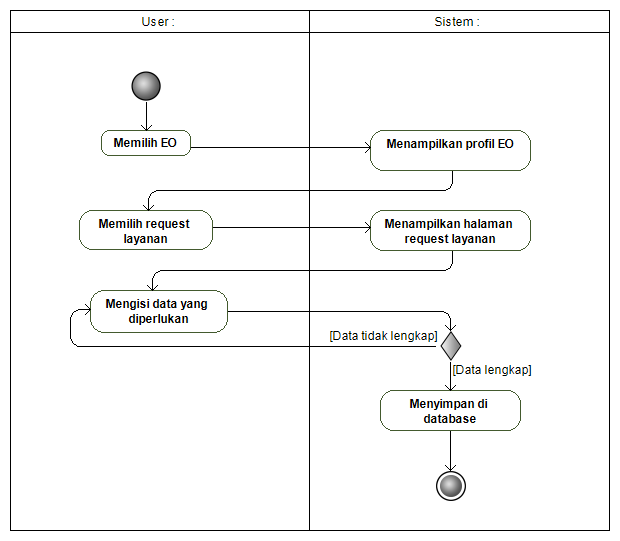 User :
Sistem :
Memilih EO
Menampilkan profil EO
Memilih request
layanan
Menampilkan halaman
request layanan
Mengisi data yang
diperlukan
[Data tidak lengkap]
[Data lengkap]
Menyimpan di
database